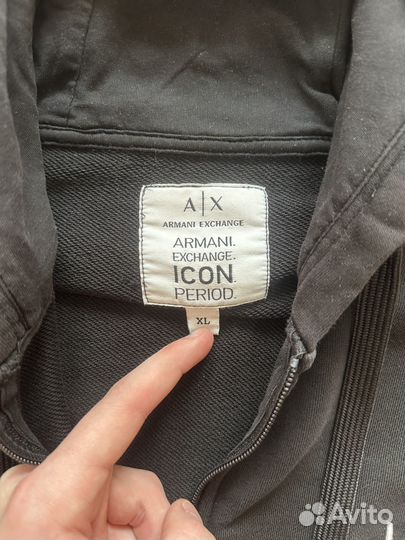 A|X
ARMANI EXCHANGE
ARMANI.
EXCHANGE.
ICON.
PERIOD.
XL
Avito